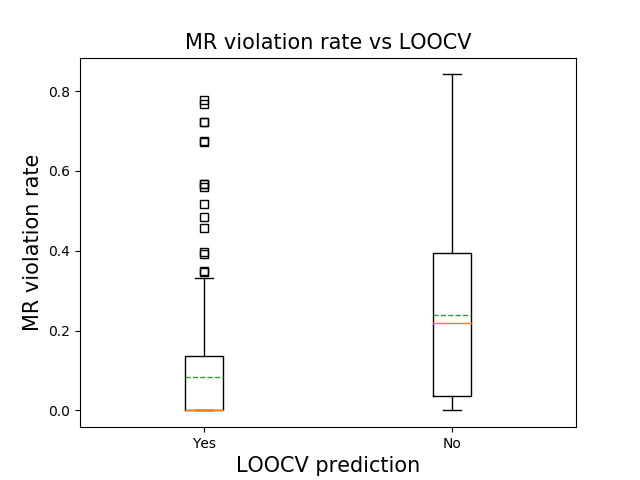 MR violation rate vs LOOCV
MR violation rate
0.8
0.6
0.4
0.2
0.0
Yes
No
LOOCV prediction